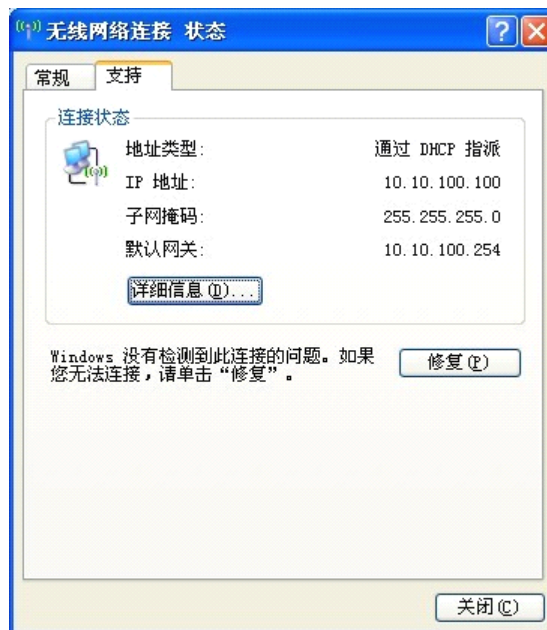 无线网络连接 状态
常规 支持
连接状态
地址类型: 通过 DHCP 指派
IP 地址: 10.10.100.100
子网掩码: 255.255.255.0
默认网关: 10.10.100.254
详细信息(D)...
Windows 没有检测到此连接的问题。如果
您无法连接，请单击“修复”。
修复(P)
关闭(C)